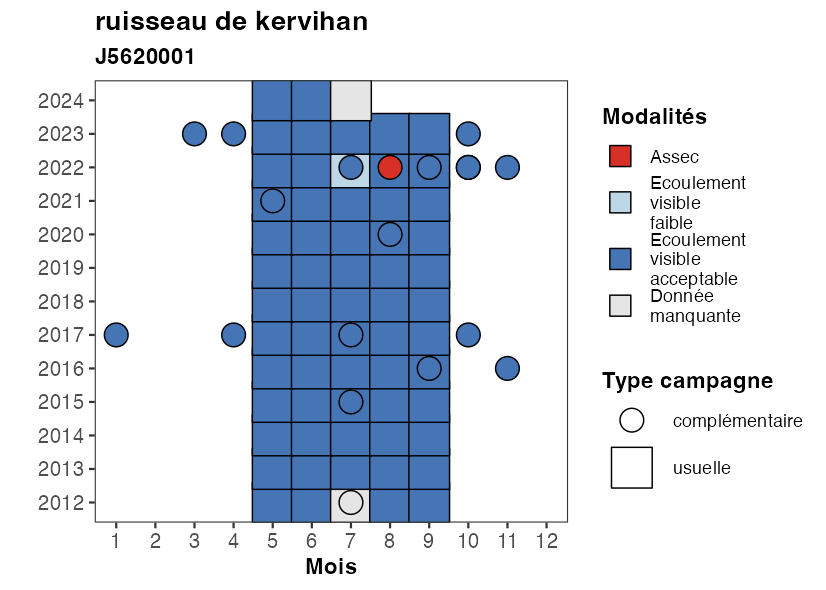 ruisseau de kervihan
J5620001
2024
2023
2022
2021
2020
2019
2018
2017
2016
2015
2014
2013
2012
1 2 3 4 5 6 7 8 9 10 11 12
Mois
Modalités
Assec
Ecoulement
visible
faible
Ecoulement
visible
acceptable
Donnée
manquante
Type campagne
complémentaire
usuelle